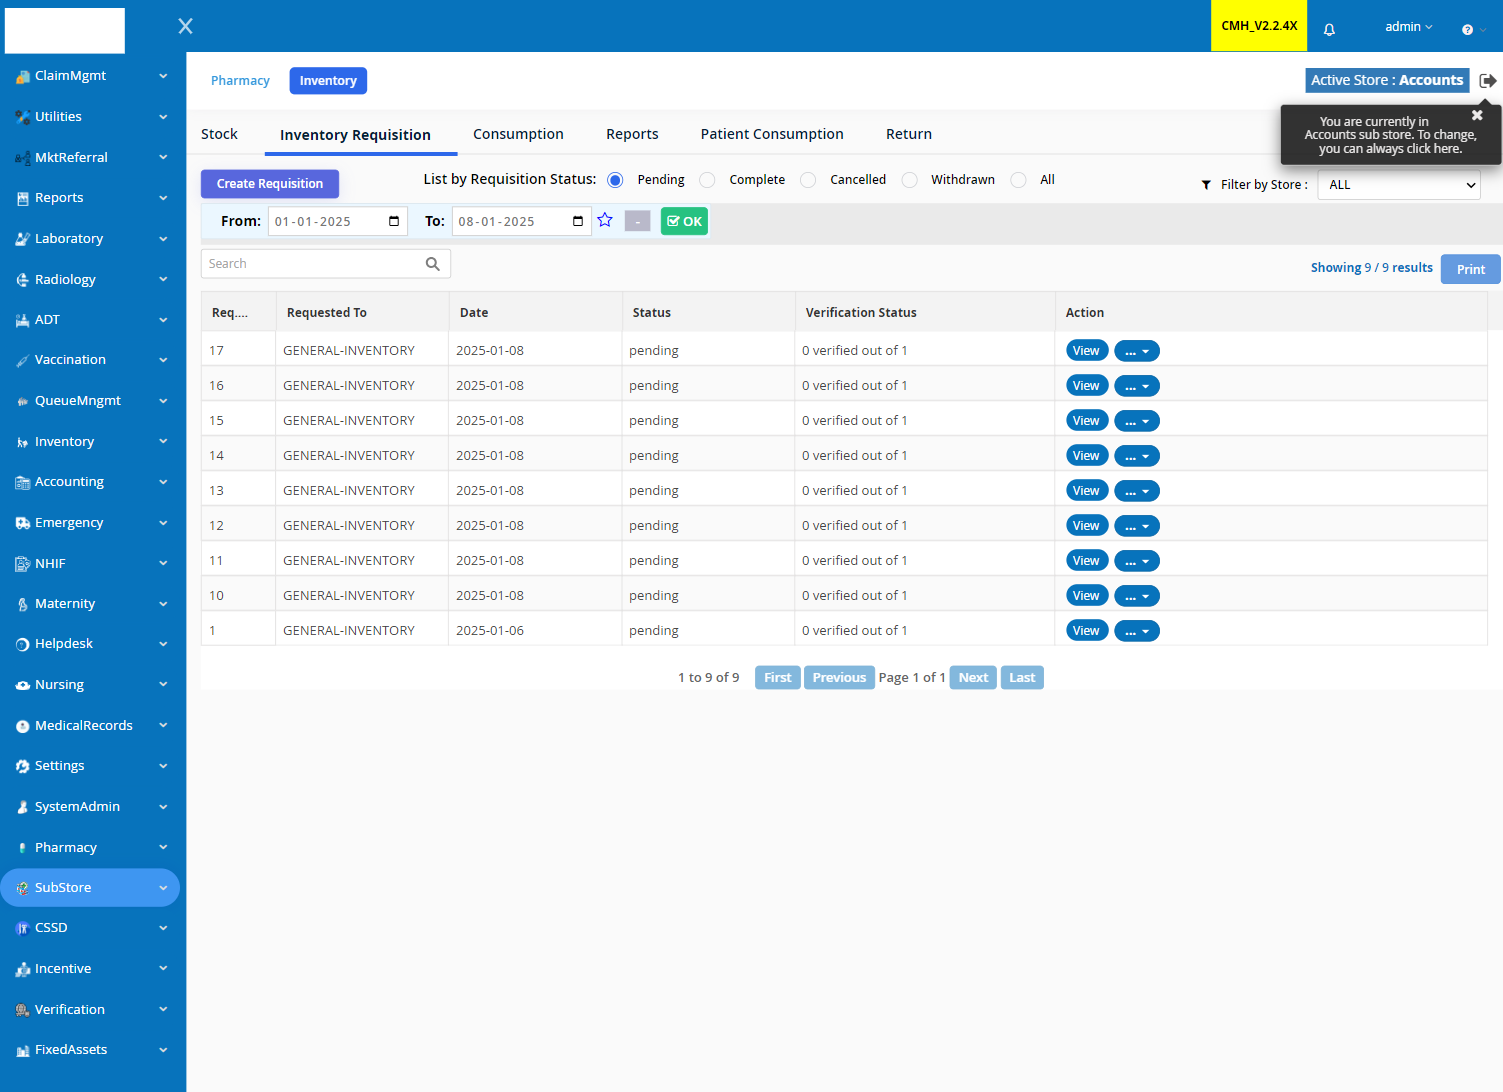 CMH_V2.2.4X
admin
ClaimMgmt
Utilities
MktReferral
Reports
Laboratory
Radiology
ADT
Vaccination
QueueMngmt
Inventory
Accounting
Emergency
NHIF
Maternity
Helpdesk
Nursing
MedicalRecords
Settings
SystemAdmin
Pharmacy
SubStore
CSSD
Incentive
Verification
FixedAssets
Pharmacy Inventory
Active Store : Accounts
You are currently in
Accounts sub store. To change,
you can always click here.
Stock Inventory Requisition Consumption Reports Patient Consumption Return
Create Requisition List by Requisition Status: Pending Complete Cancelled Withdrawn All
Filter by Store : ALL
From: 01-01-2025 To: 08-01-2025 - OK
Search
Showing 9 / 9 results Print
Req.... Requested To Date Status Verification Status Action
17 GENERAL-INVENTORY 2025-01-08 pending 0 verified out of 1 View ...
16 GENERAL-INVENTORY 2025-01-08 pending 0 verified out of 1 View ...
15 GENERAL-INVENTORY 2025-01-08 pending 0 verified out of 1 View ...
14 GENERAL-INVENTORY 2025-01-08 pending 0 verified out of 1 View ...
13 GENERAL-INVENTORY 2025-01-08 pending 0 verified out of 1 View ...
12 GENERAL-INVENTORY 2025-01-08 pending 0 verified out of 1 View ...
11 GENERAL-INVENTORY 2025-01-08 pending 0 verified out of 1 View ...
10 GENERAL-INVENTORY 2025-01-08 pending 0 verified out of 1 View ...
1 GENERAL-INVENTORY 2025-01-06 pending 0 verified out of 1 View ...
1 to 9 of 9 First Previous Page 1 of 1 Next Last